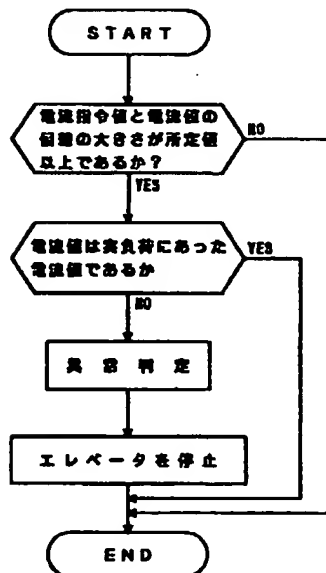 START
電流指令値と電流値の
偏差の大きさが所定値
以上であるか?
NO
YES
電流値は実負荷にあった
電流値であるか
YES
NO
異常判定
エレベータを停止
END